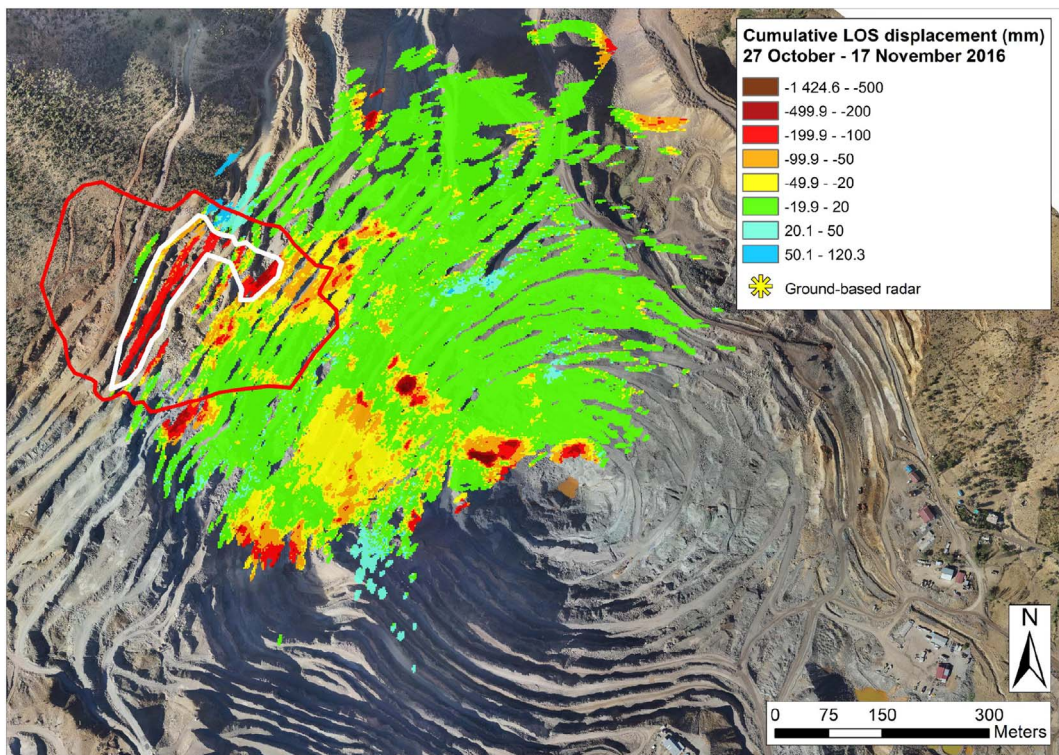 Cumulative LOS displacement (mm)
27 October - 17 November 2016
-1 424.6 - -500
-499.9 - -200
-199.9 - -100
-99.9 - -50
-49.9 - -20
-19.9 - 20
20.1 - 50
50.1 - 120.3
Ground-based radar
N
0 75 150 300
Meters